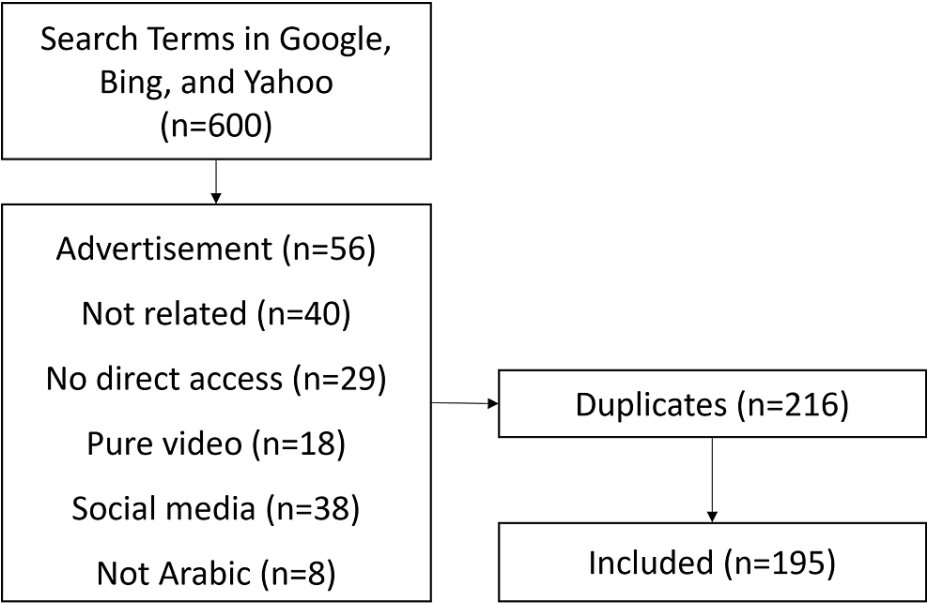 Search Terms in Google,
Bing, and Yahoo
(n=600)
Advertisement (n=56)
Not related (n=40)
No direct access (n=29)
Pure video (n=18)
Social media (n=38)
Not Arabic (n=8)
Duplicates (n=216)
Included (n=195)